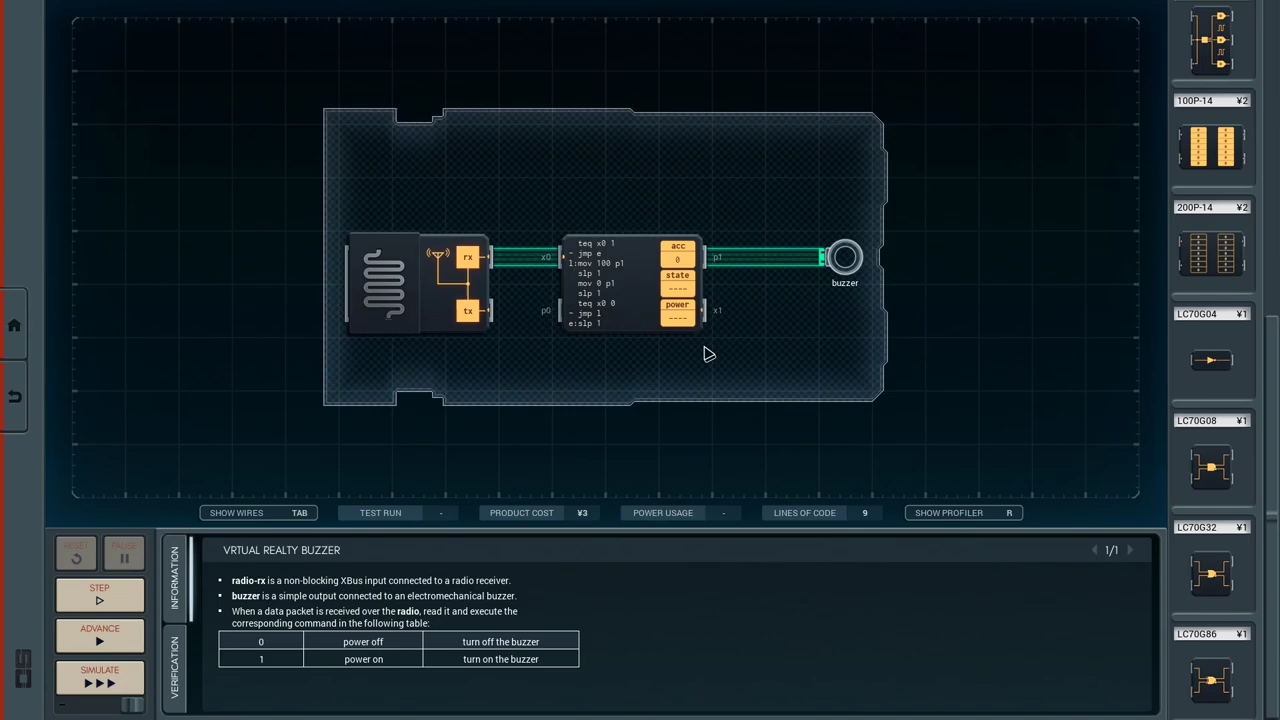 100P-14 ¥2
200P-14 ¥2
LC70G04 ¥1
LC70G08 ¥1
LC70G32 ¥1
LC70G86 ¥1
rx
tx
x0
p0
teq x0 1
- jmp e
l:mov 100 p1
slp 1
mov 0 p1
slp 1
teq x0 0
- jmp l
e:slp 1
acc
0
state
----
power
----
p1
x1
buzzer
SHOW WIRES TAB
TEST RUN -
PRODUCT COST ¥3
POWER USAGE -
LINES OF CODE 9
SHOW PROFILER R
RESET
PAUSE
STEP
ADVANCE
SIMULATE
INFORMATION
VERIFICATION
VRTUAL REALTY BUZZER
1/1
radio-rx is a non-blocking XBus input connected to a radio receiver.
buzzer is a simple output connected to an electromechanical buzzer.
When a data packet is received over the radio, read it and execute the
corresponding command in the following table:
0 power off turn off the buzzer
1 power on turn on the buzzer